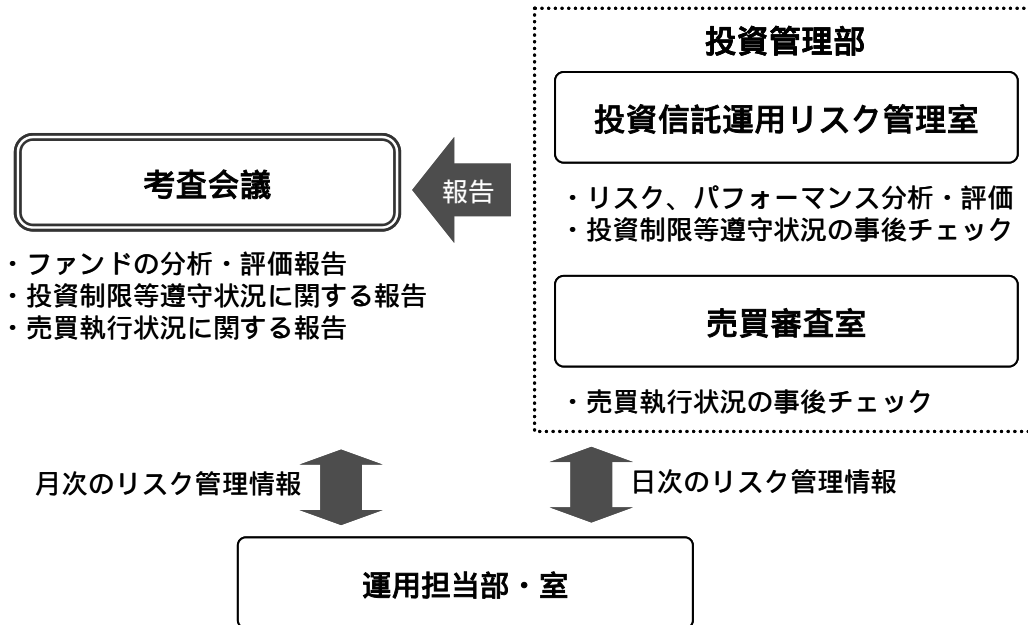 投資管理部
投資信託運用リスク管理室
・リスク、パフォーマンス分析・評価
・投資制限等遵守状況の事後チェック
売買審査室
・売買執行状況の事後チェック
報告
考査会議
・ファンドの分析・評価報告
・投資制限等遵守状況に関する報告
・売買執行状況に関する報告
月次のリスク管理情報
日次のリスク管理情報
運用担当部・室